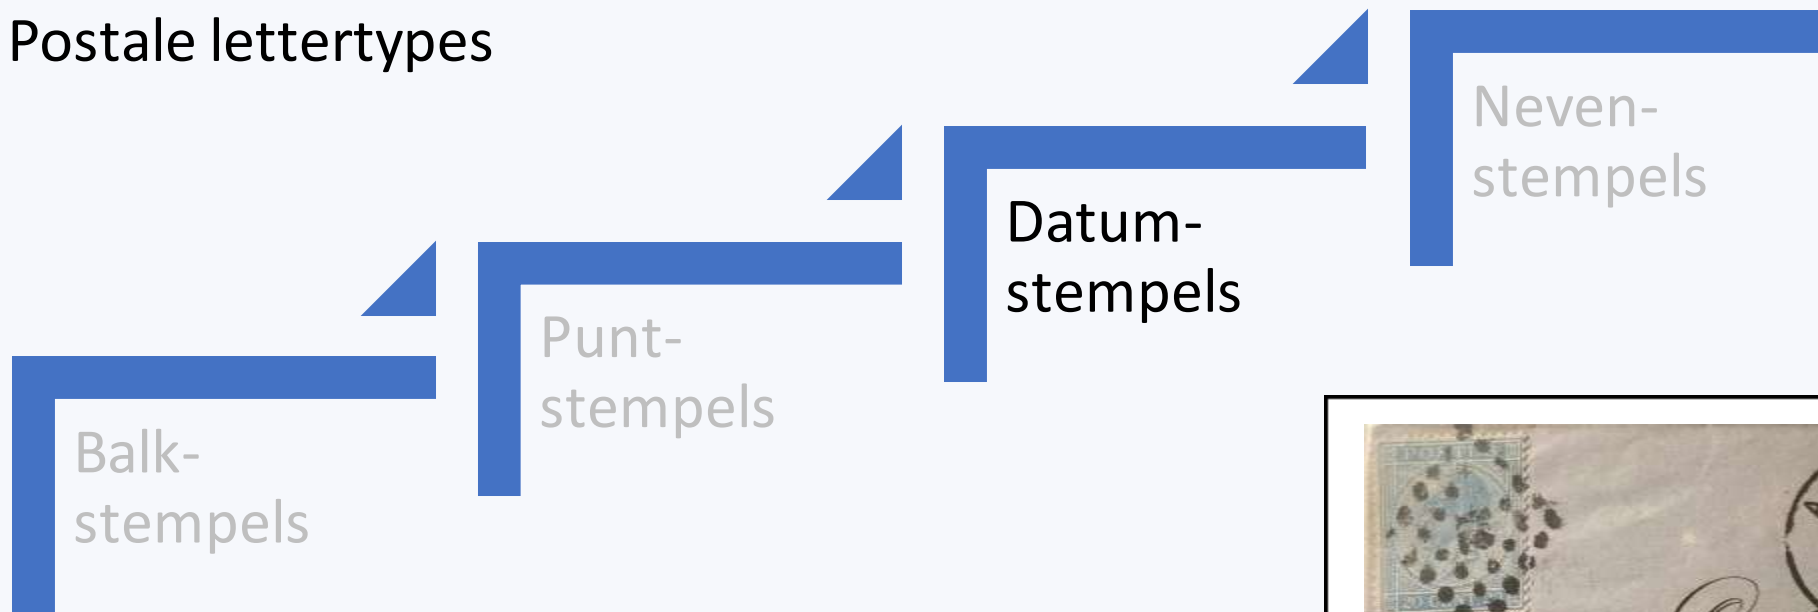 Postale lettertypes
Balk-
stempels
Punt-
stempels
Datum-
stempels
Neven-
stempels